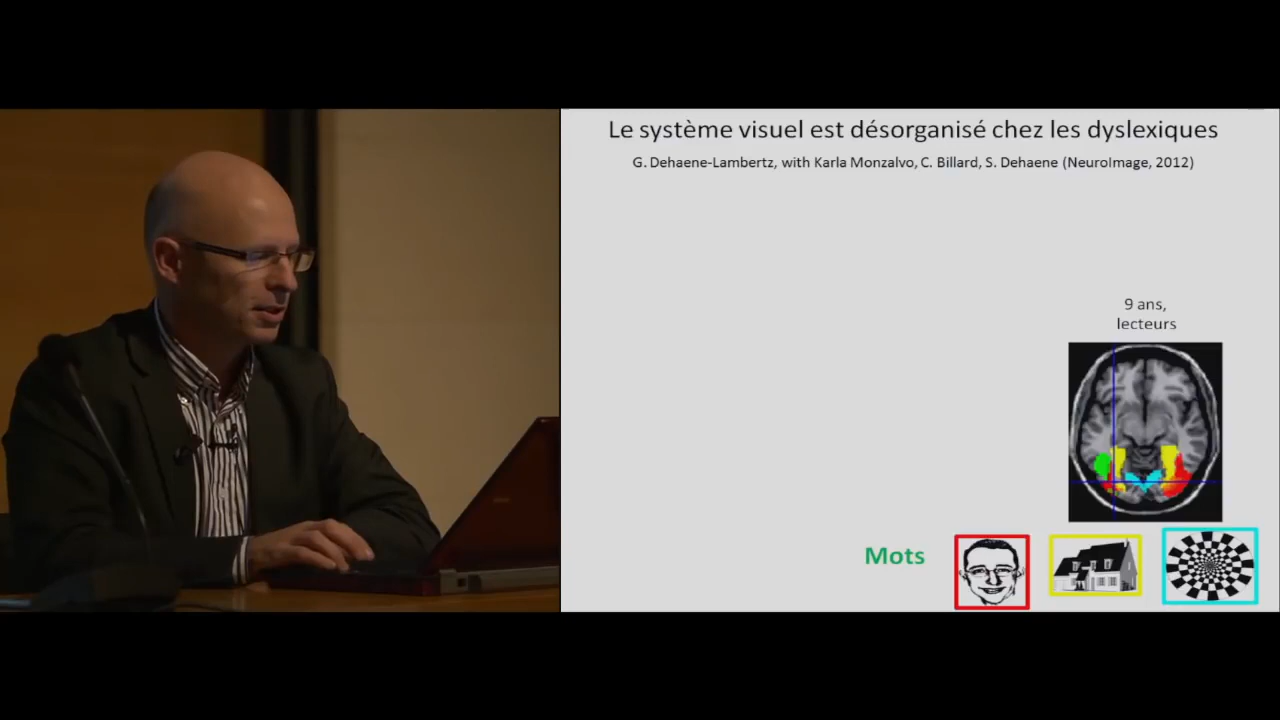 Le système visuel est désorganisé chez les dyslexiques
G. Dehaene-Lambertz, with Karla Monzalvo, C. Billard, S. Dehaene (NeuroImage, 2012)
9 ans,
lecteurs
Mots